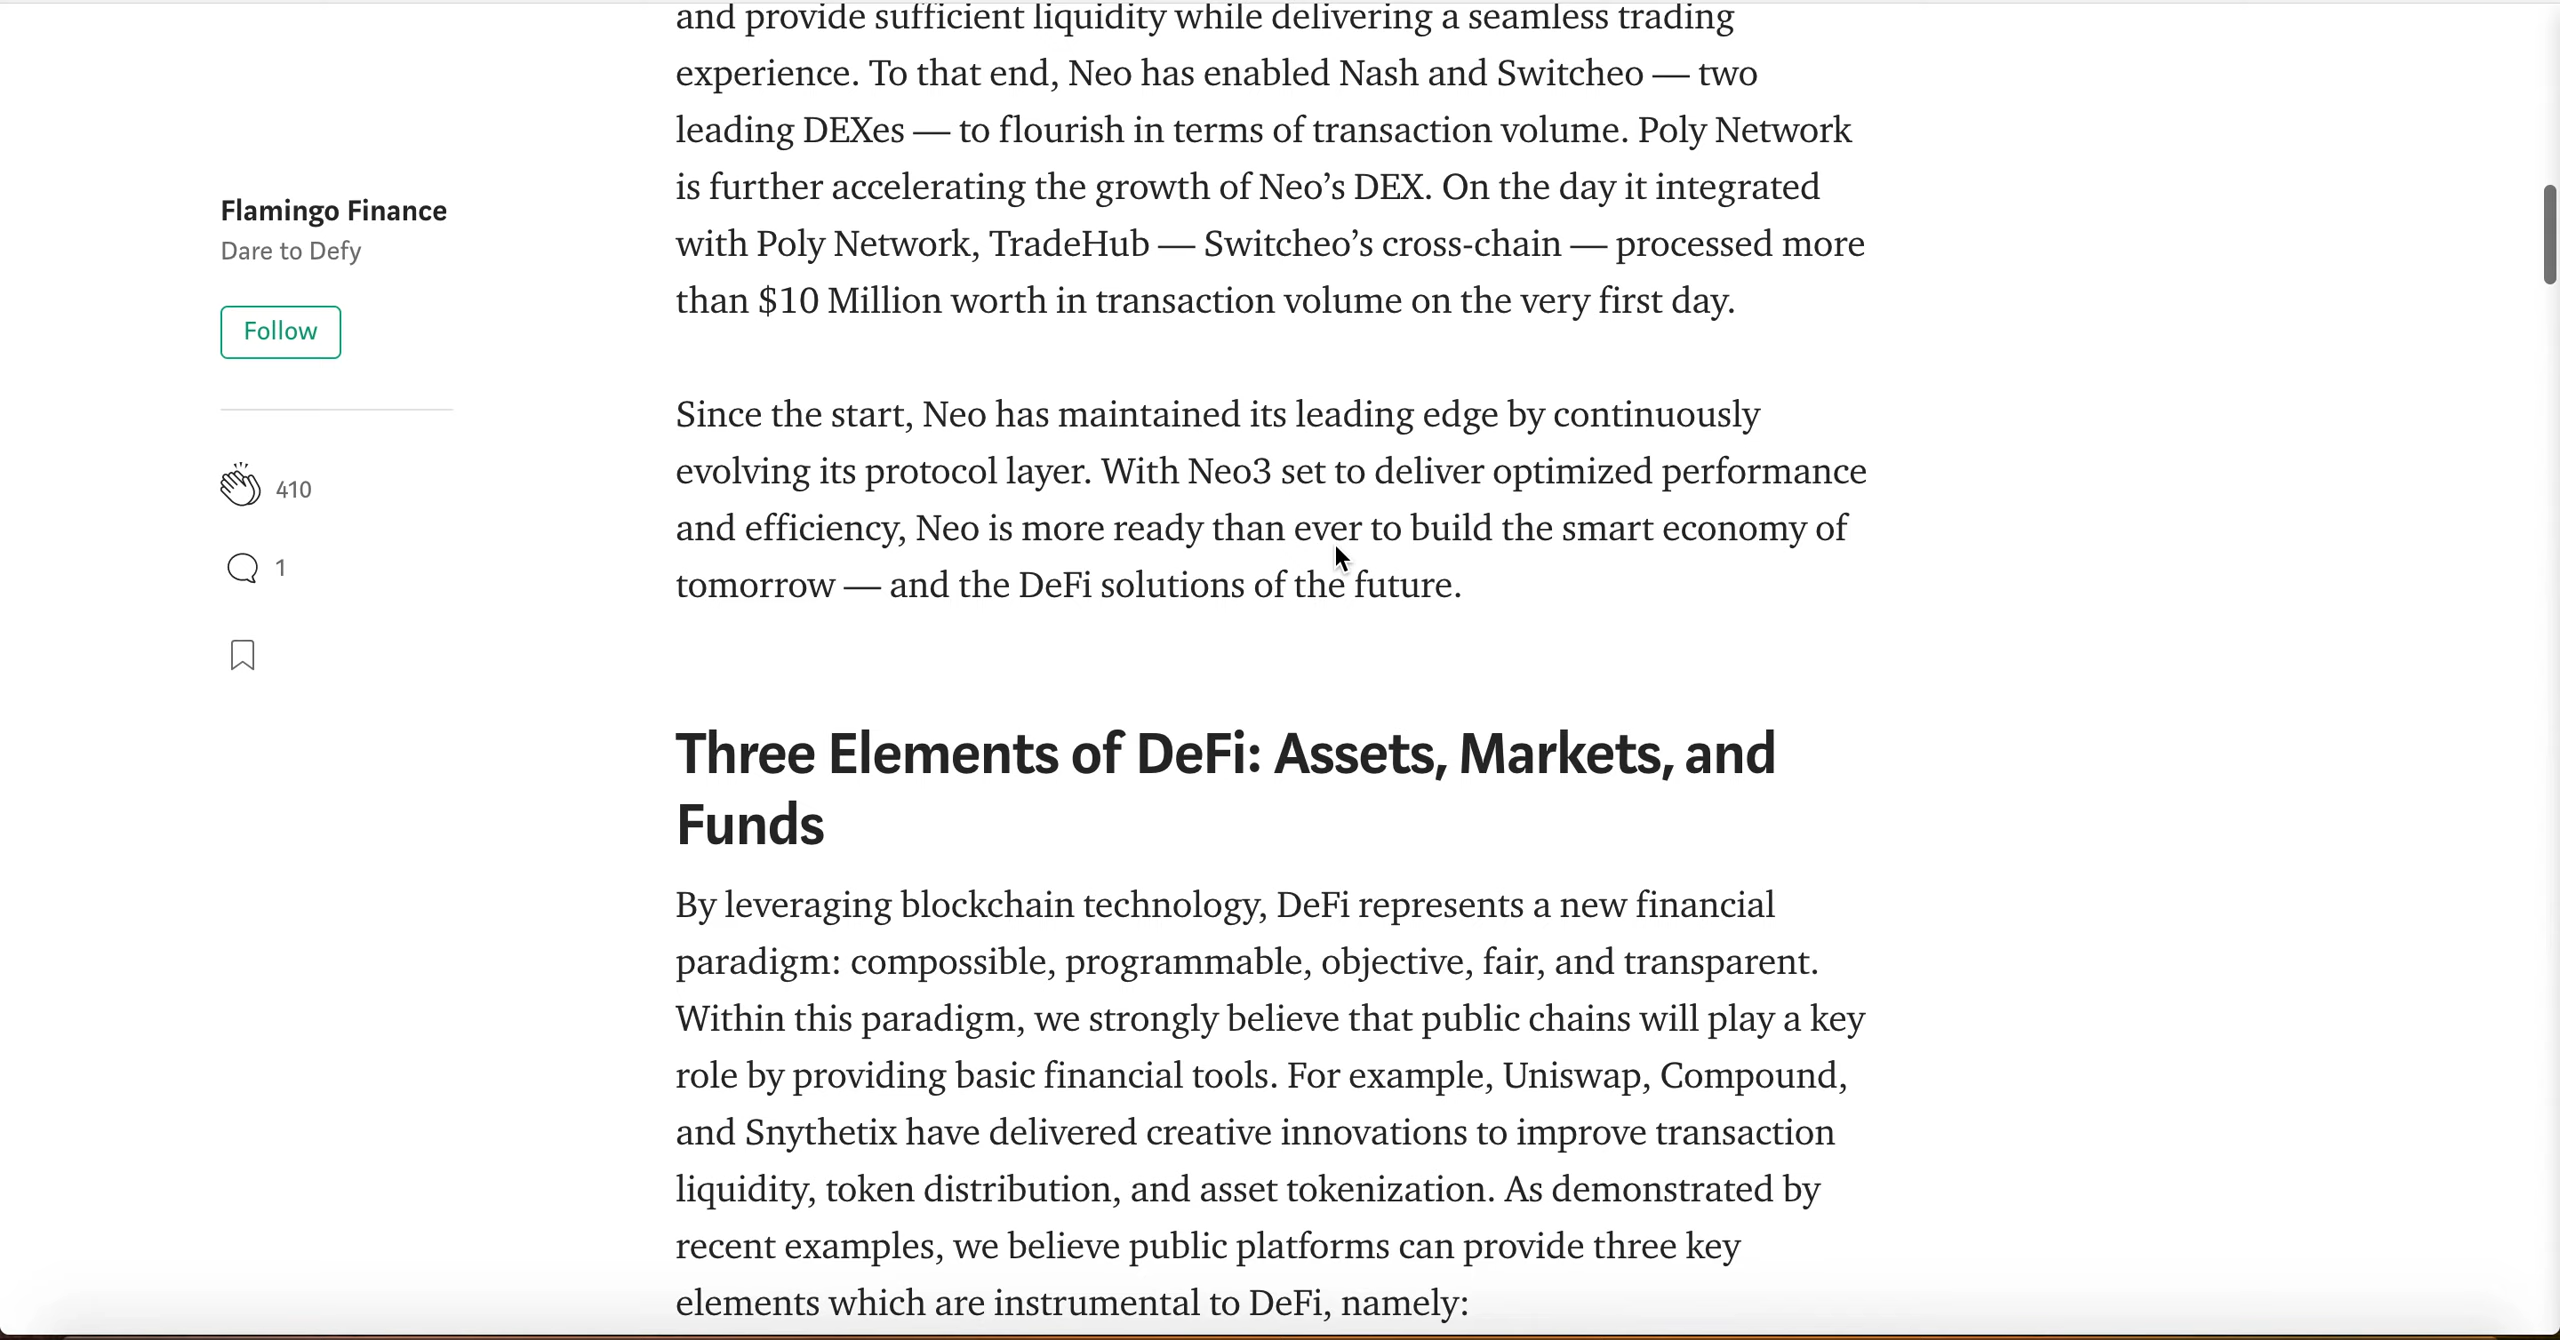 and provide sufficient liquidity while delivering a seamless trading
experience. To that end, Neo has enabled Nash and Switcheo — two
leading DEXes — to flourish in terms of transaction volume. Poly Network
is further accelerating the growth of Neo’s DEX. On the day it integrated
with Poly Network, TradeHub — Switcheo’s cross-chain — processed more
than $10 Million worth in transaction volume on the very first day.
Flamingo Finance
Dare to Defy
Follow
410
1
Since the start, Neo has maintained its leading edge by continuously
evolving its protocol layer. With Neo3 set to deliver optimized performance
and efficiency, Neo is more ready than ever to build the smart economy of
tomorrow — and the DeFi solutions of the future.
Three Elements of DeFi: Assets, Markets, and
Funds
By leveraging blockchain technology, DeFi represents a new financial
paradigm: compossible, programmable, objective, fair, and transparent.
Within this paradigm, we strongly believe that public chains will play a key
role by providing basic financial tools. For example, Uniswap, Compound,
and Snythetix have delivered creative innovations to improve transaction
liquidity, token distribution, and asset tokenization. As demonstrated by
recent examples, we believe public platforms can provide three key
elements which are instrumental to DeFi, namely: